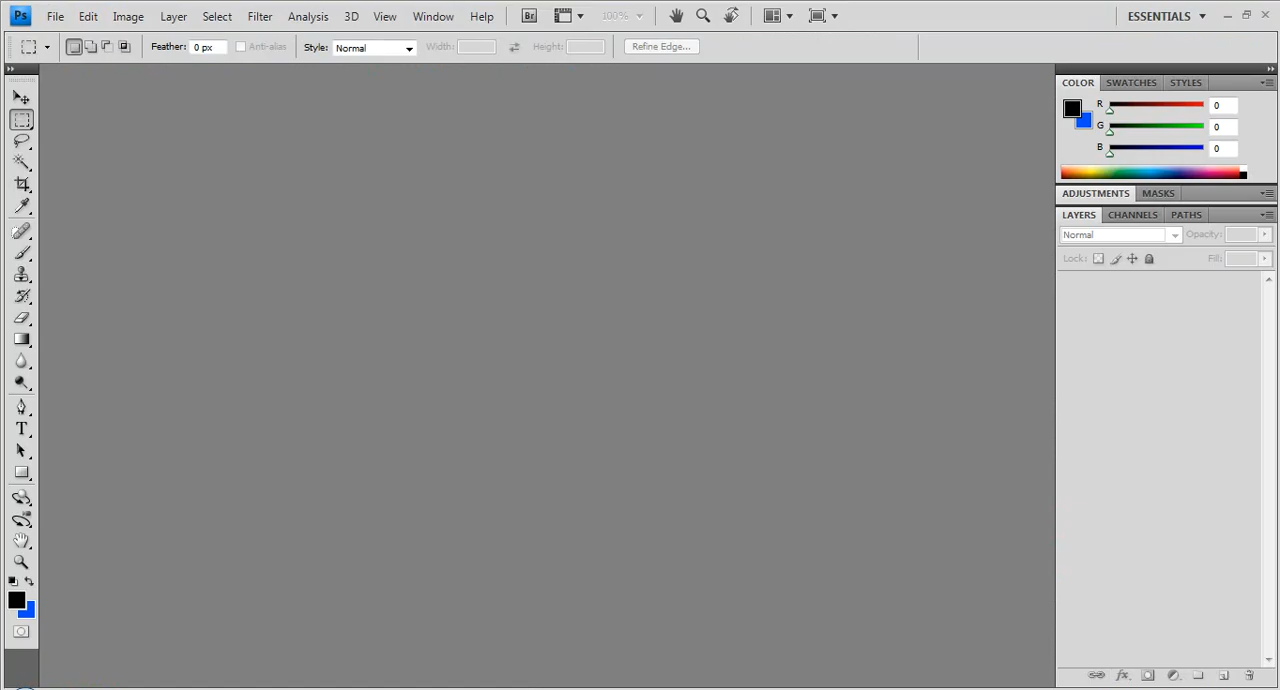 Ps File Edit Image Layer Select Filter Analysis 3D View Window Help Br 100% ESSENTIALS
Feather: 0 px Anti-alias Style: Normal Width: Height: Refine Edge...
COLOR SWATCHES STYLES
R 0
G 0
B 0
ADJUSTMENTS MASKS
LAYERS CHANNELS PATHS
Normal Opacity:
Lock: Fill:
T
fx